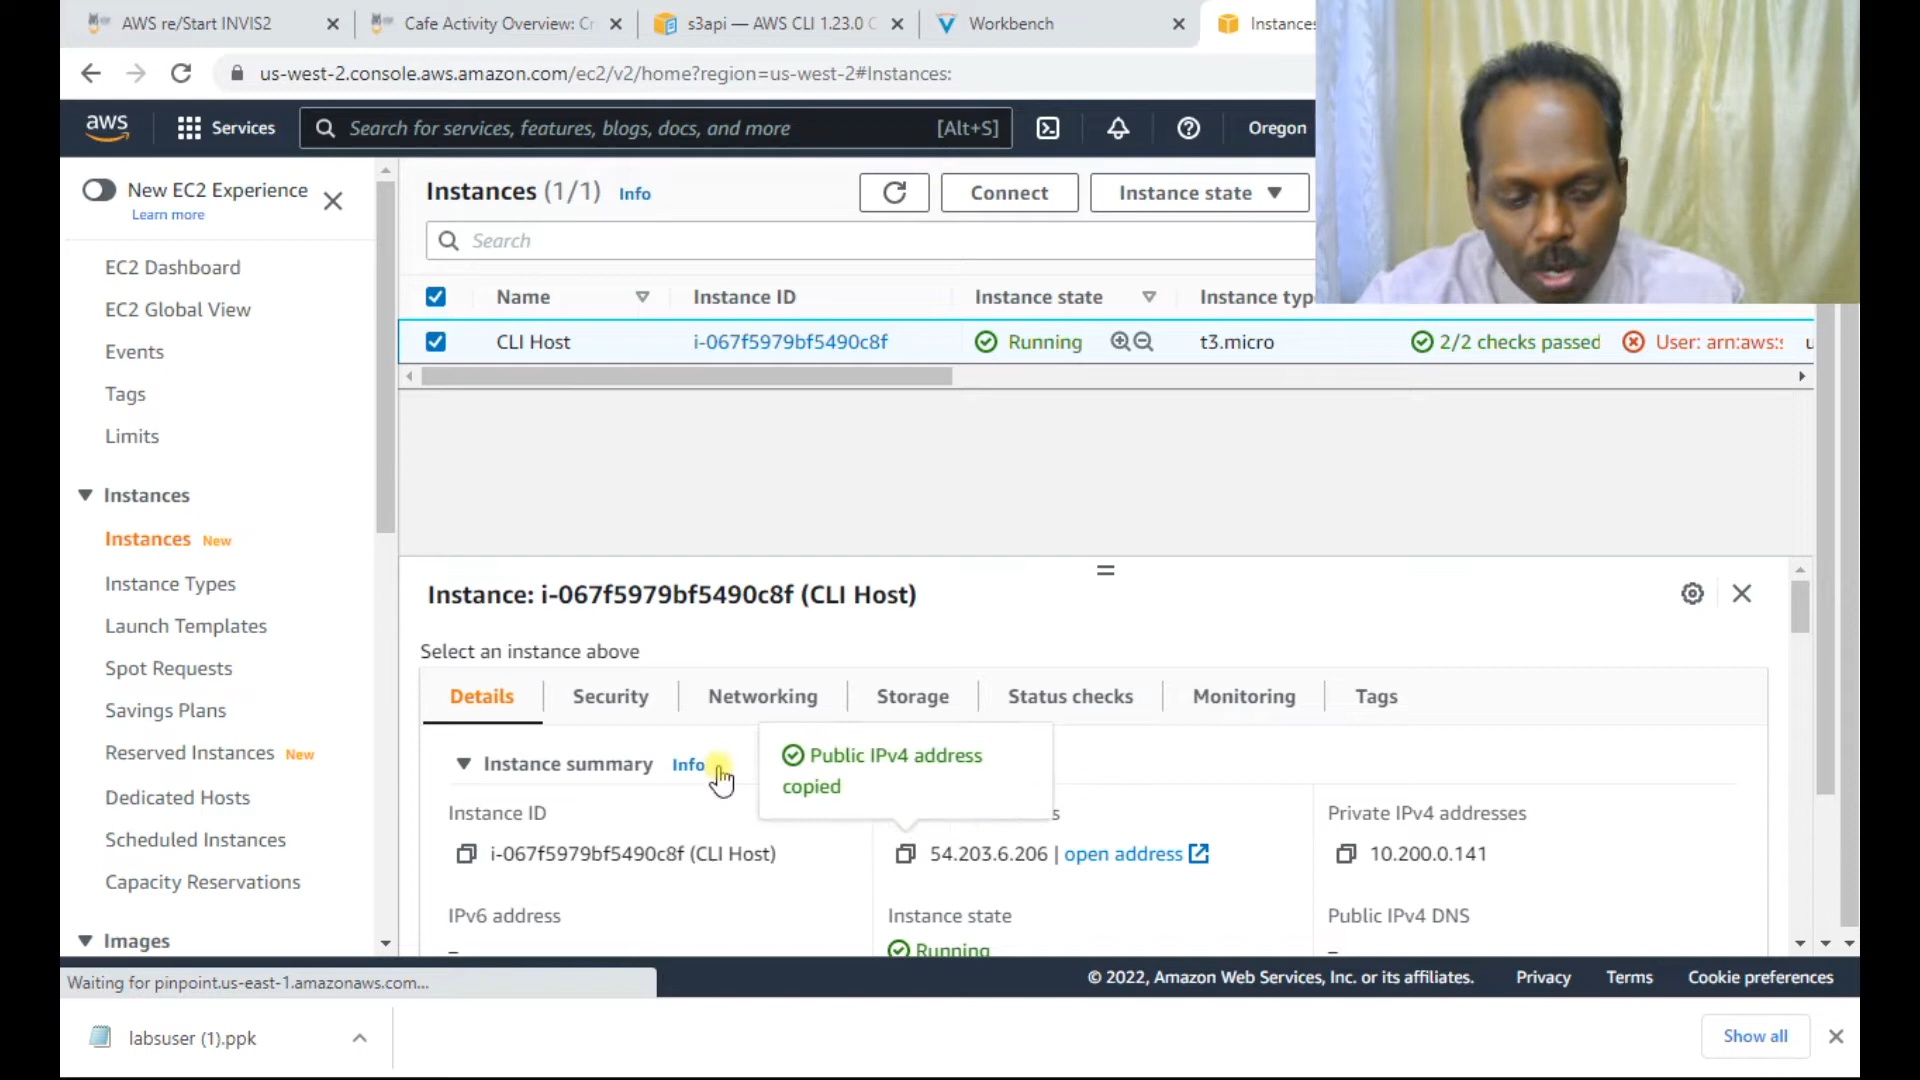 AWS re/Start INVIS2
Cafe Activity Overview: Cr
s3api — AWS CLI 1.23.0 C
Workbench
Instances
us-west-2.console.aws.amazon.com/ec2/v2/home?region=us-west-2#Instances:
aws
Services
Search for services, features, blogs, docs, and more
[Alt+S]
Oregon
New EC2 Experience
Learn more
EC2 Dashboard
EC2 Global View
Events
Tags
Limits
Instances
Instances New
Instance Types
Launch Templates
Spot Requests
Savings Plans
Reserved Instances New
Dedicated Hosts
Scheduled Instances
Capacity Reservations
Images
Instances (1/1) Info
Connect
Instance state
Search
Name
Instance ID
Instance state
Instance typ
CLI Host
i-067f5979bf5490c8f
Running
t3.micro
2/2 checks passed
User: arn:aws:s
u
Instance: i-067f5979bf5490c8f (CLI Host)
Select an instance above
Details
Security
Networking
Storage
Status checks
Monitoring
Tags
Instance summary Info
Public IPv4 address
copied
Instance ID
s
Private IPv4 addresses
i-067f5979bf5490c8f (CLI Host)
54.203.6.206 | open address
10.200.0.141
IPv6 address
Instance state
Public IPv4 DNS
–
Running
–
Waiting for pinpoint.us-east-1.amazonaws.com...
© 2022, Amazon Web Services, Inc. or its affiliates.
Privacy
Terms
Cookie preferences
labsuser (1).ppk
Show all